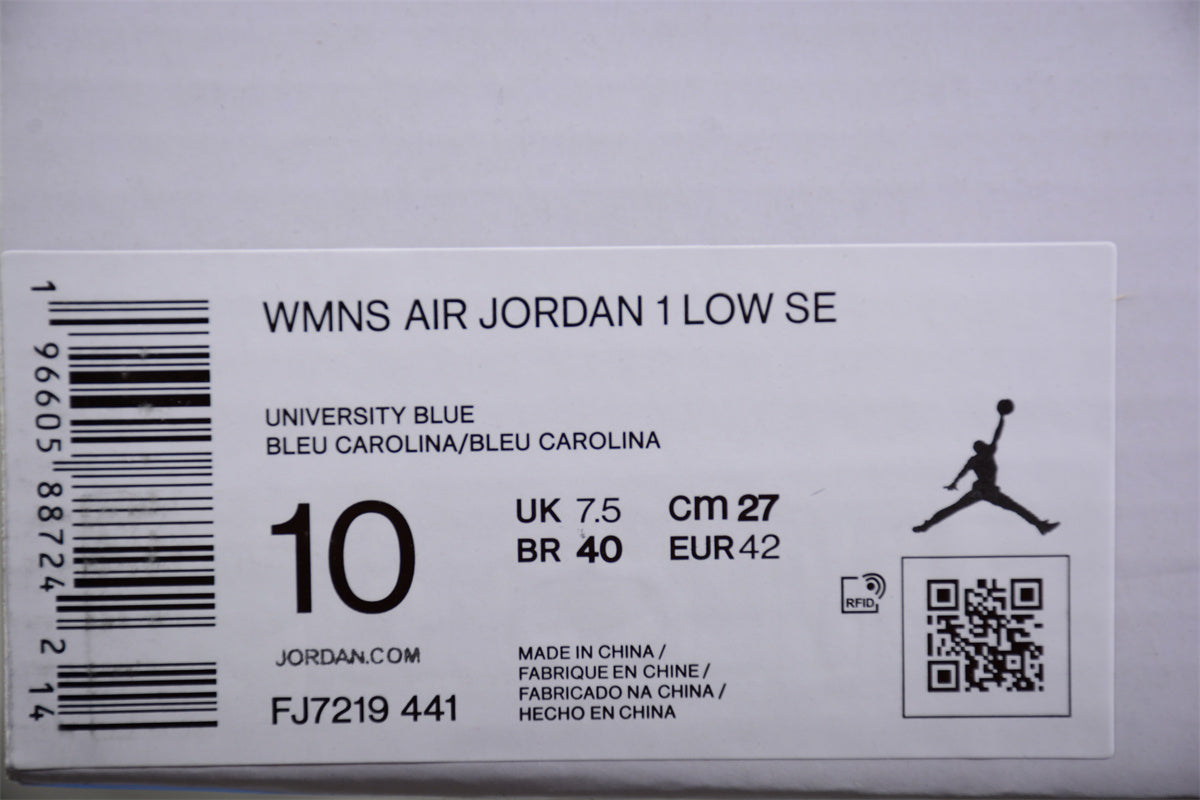 WMNS AIR JORDAN 1 LOW SE
UNIVERSITY BLUE
BLEU CAROLINA/BLEU CAROLINA
10
UK 7.5
cm 27
BR 40
EUR 42
JORDAN.COM
FJ7219 441
MADE IN CHINA /
FABRIQUE EN CHINE /
FABRICADO NA CHINA /
HECHO EN CHINA
RFID
1 96605 88724 2 14